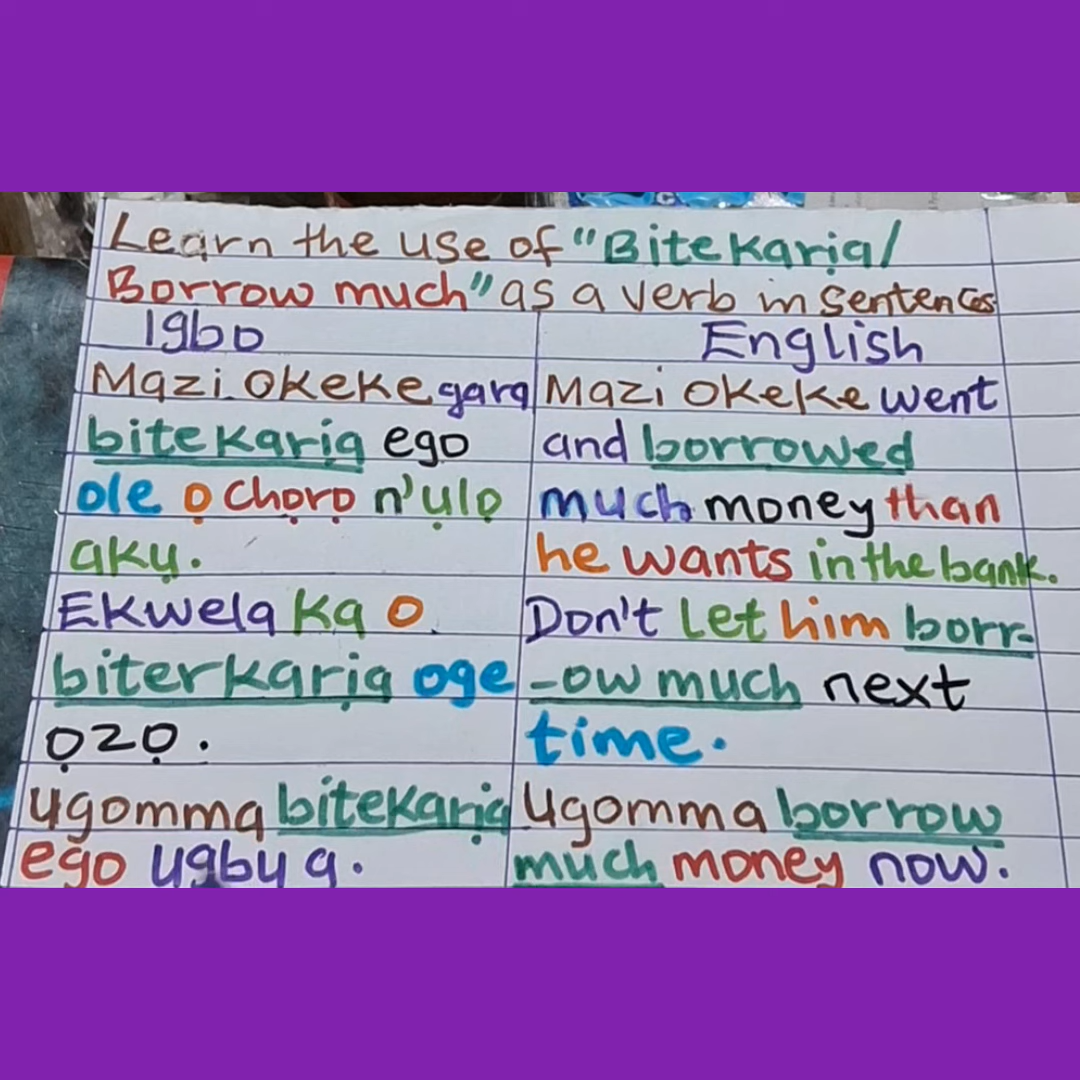 Learn the use of "Bitekarịa/
Borrow much" as a verb in sentences
Igbo
Mazi Okeke gara
bitekarịa ego
ole ọ chọrọ n'ụlọ
akụ.
Ekwela ka o
biterkarịa oge
ọzọ.
Ugomma bitekarịa
ego ugbu a.
English
Mazi Okeke went
and borrowed
much money than
he wants in the bank.
Don't let him borr-
-ow much next
time.
Ugomma borrow
much money now.